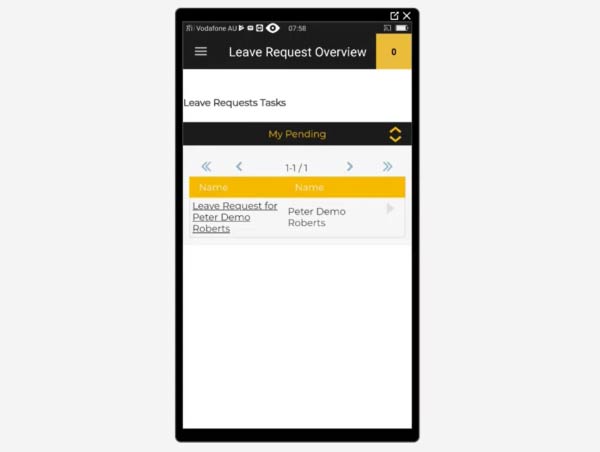 Vodafone AU 07:58
Leave Request Overview 0
Leave Requests Tasks
My Pending
1-1 / 1
Name Name
Leave Request for
Peter Demo
Roberts
Peter Demo
Roberts